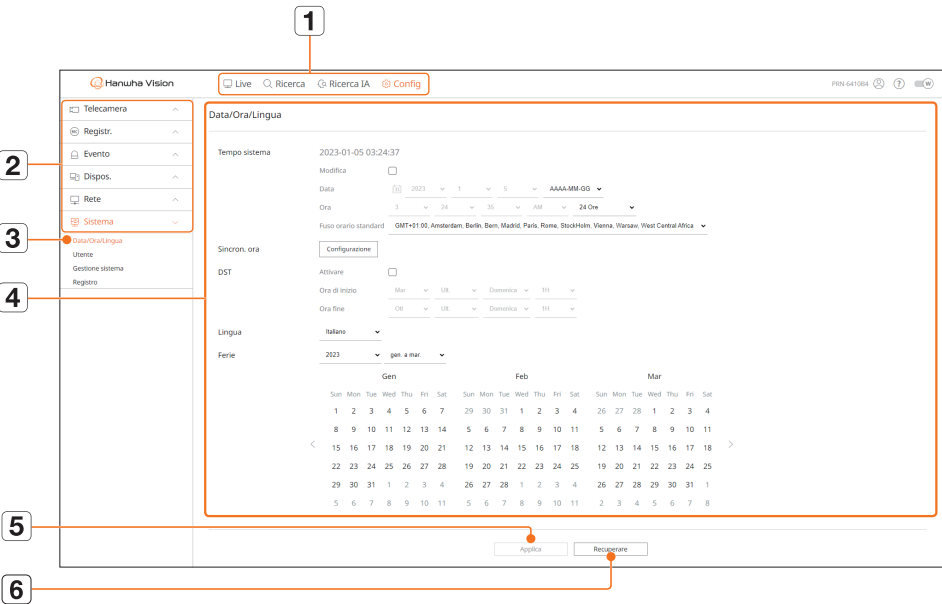 1
Hanwha Vision
Live Ricerca Ricerca IA Config
PRN-6410B4 ? W
2
Telecamera
REC Registr.
Evento
Dispos.
Rete
Sistema
3
Data/Ora/Lingua
Utente
Gestione sistema
Registro
4
Data/Ora/Lingua
Tempo sistema 2023-01-05 03:24:37
Modifica
Data 2023 1 5 AAAA-MM-GG
Ora 3 24 35 AM 24 Ore
Fuso orario standard GMT+01:00, Amsterdam, Berlin, Bern, Madrid, Paris, Rome, StockHolm, Vienna, Warsaw, West Central Africa
Sincron. ora Configurazione
DST Attivare
Ora di inizio Mar Ult. Domenica 1H
Ora fine Ott Ult. Domenica 1H
Lingua Italiano
Ferie 2023 gen. a mar.
Gen Feb Mar
Sun Mon Tue Wed Thu Fri Sat Sun Mon Tue Wed Thu Fri Sat Sun Mon Tue Wed Thu Fri Sat
1 2 3 4 5 6 7 29 30 31 1 2 3 4 26 27 28 1 2 3 4
8 9 10 11 12 13 14 5 6 7 8 9 10 11 5 6 7 8 9 10 11
< 15 16 17 18 19 20 21 12 13 14 15 16 17 18 12 13 14 15 16 17 18 >
22 23 24 25 26 27 28 19 20 21 22 23 24 25 19 20 21 22 23 24 25
29 30 31 1 2 3 4 26 27 28 1 2 3 4 26 27 28 29 30 31 1
5 6 7 8 9 10 11 5 6 7 8 9 10 11 2 3 4 5 6 7 8
5
Applica Recuperare
6